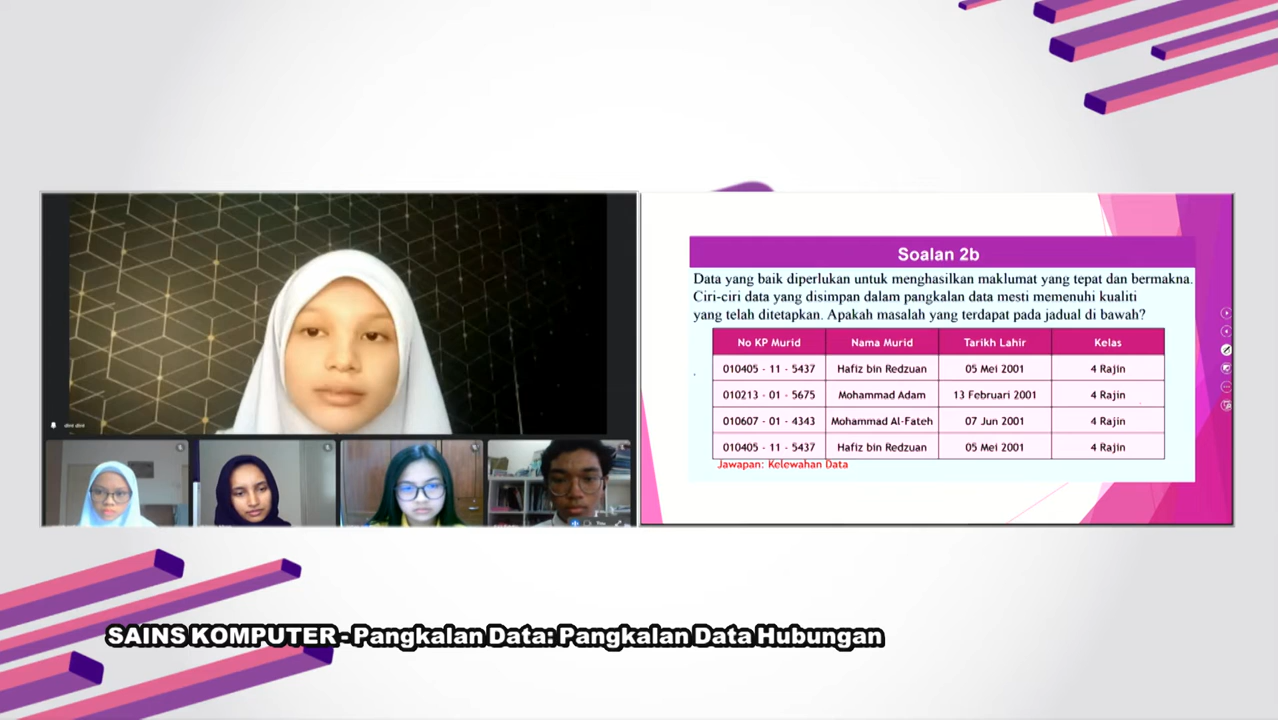 Soalan 2b
Data yang baik diperlukan untuk menghasilkan maklumat yang tepat dan bermakna.
Ciri-ciri data yang disimpan dalam pangkalan data mesti memenuhi kualiti
yang telah ditetapkan. Apakah masalah yang terdapat pada jadual di bawah?
No KP Murid Nama Murid Tarikh Lahir Kelas
010405 - 11 - 5437 Hafiz bin Redzuan 05 Mei 2001 4 Rajin
010213 - 01 - 5675 Mohammad Adam 13 Februari 2001 4 Rajin
010607 - 01 - 4343 Mohammad Al-Fateh 07 Jun 2001 4 Rajin
010405 - 11 - 5437 Hafiz bin Redzuan 05 Mei 2001 4 Rajin
Jawapan: Kelewahan Data
SAINS KOMPUTER - Pangkalan Data: Pangkalan Data Hubungan